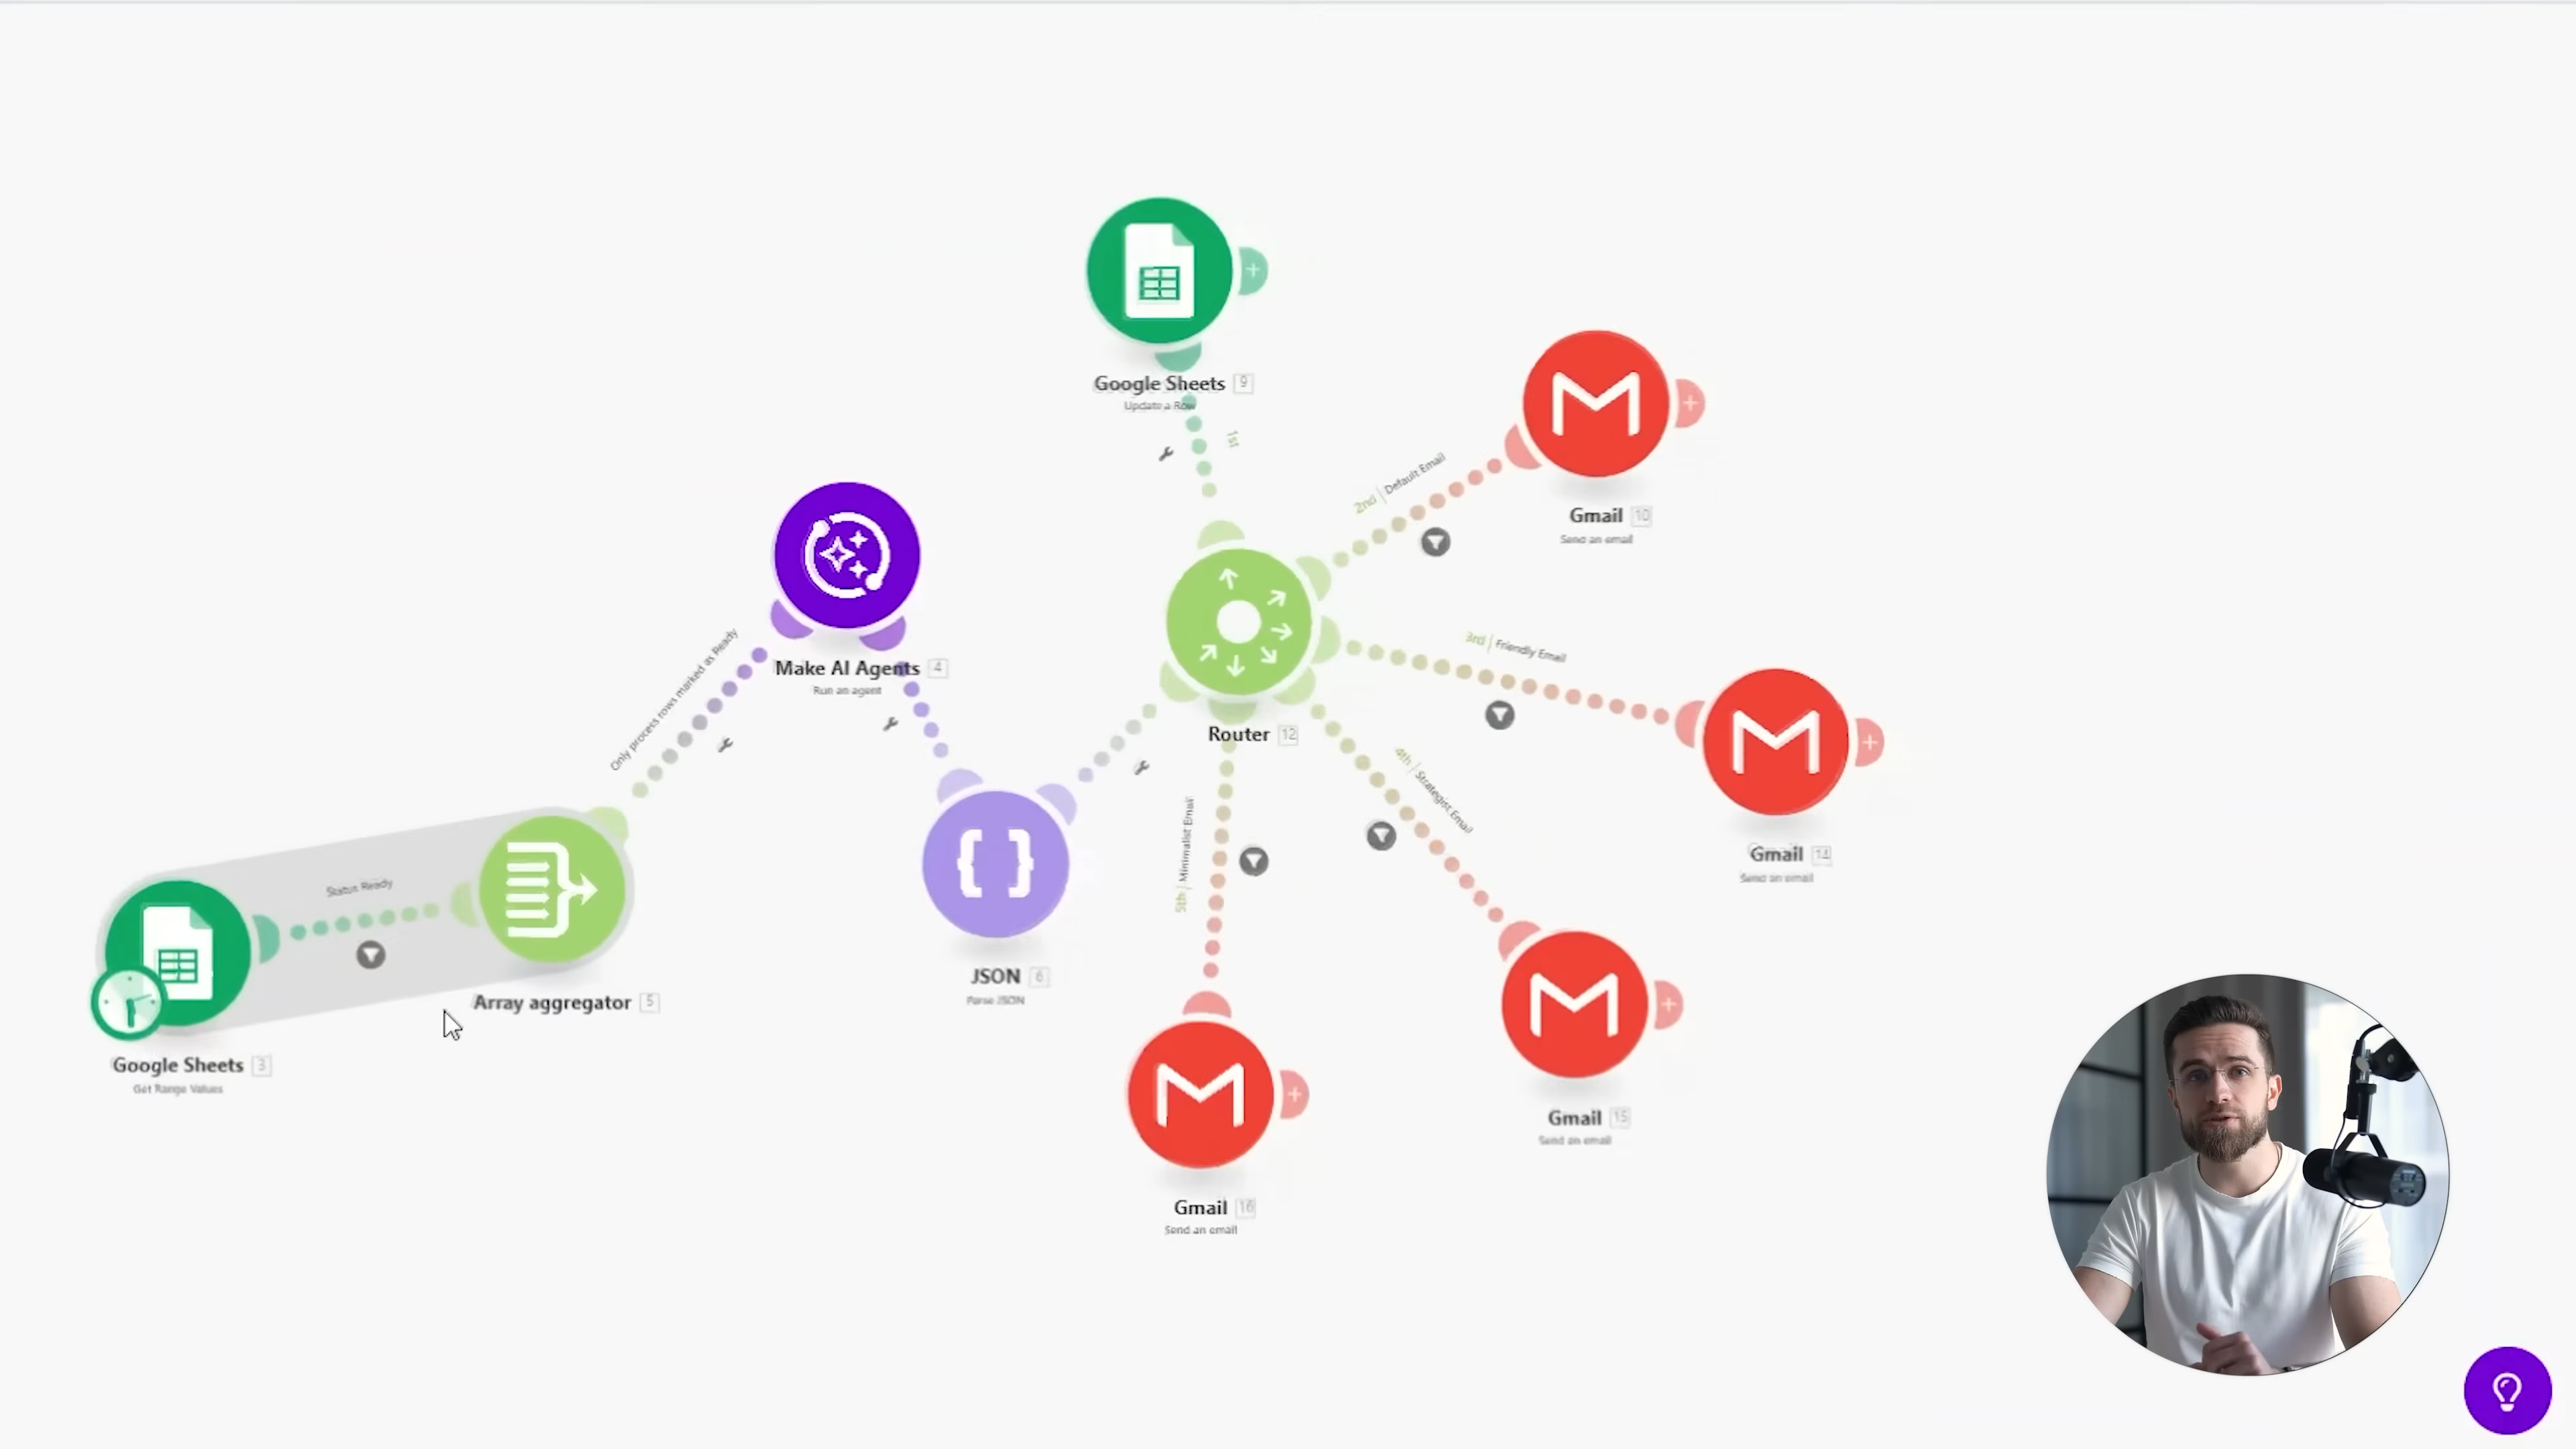 Google Sheets 9
Update a Row
1st
2nd | Default Email
Gmail 10
Send an email
Make AI Agents 4
Run an agent
Only process rows marked as Ready
Router 12
3rd | Friendly Email
Gmail 14
Send an email
4th | Strategist Email
5th | Minimalist Email
Status Ready
Google Sheets 3
Get Range Values
Array aggregator 5
JSON 6
Parse JSON
Gmail 15
Send an email
Gmail 16
Send an email